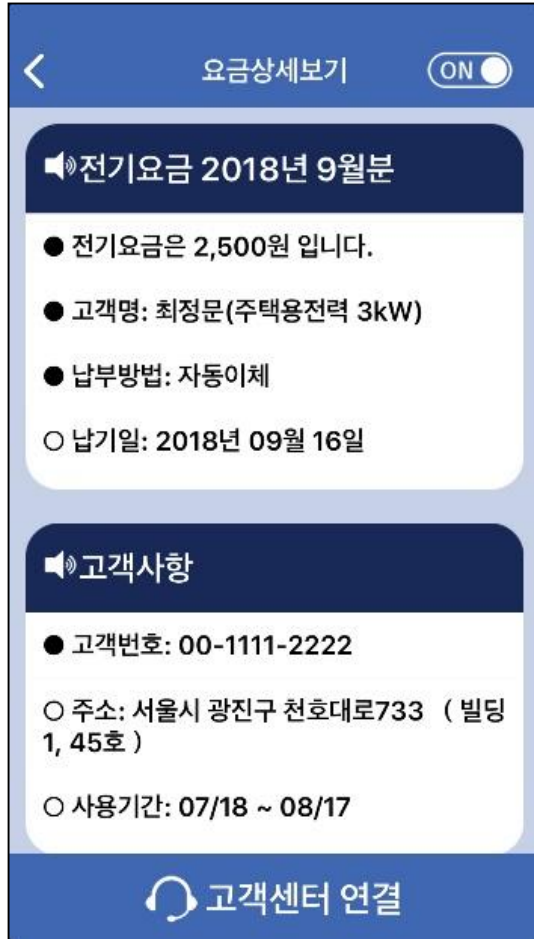 요금상세보기 ON
전기요금 2018년 9월분
● 전기요금은 2,500원 입니다.
● 고객명: 최정문(주택용전력 3kW)
● 납부방법: 자동이체
○ 납기일: 2018년 09월 16일
고객사항
● 고객번호: 00-1111-2222
○ 주소: 서울시 광진구 천호대로733 ( 빌딩
1, 45호 )
○ 사용기간: 07/18 ~ 08/17
고객센터 연결